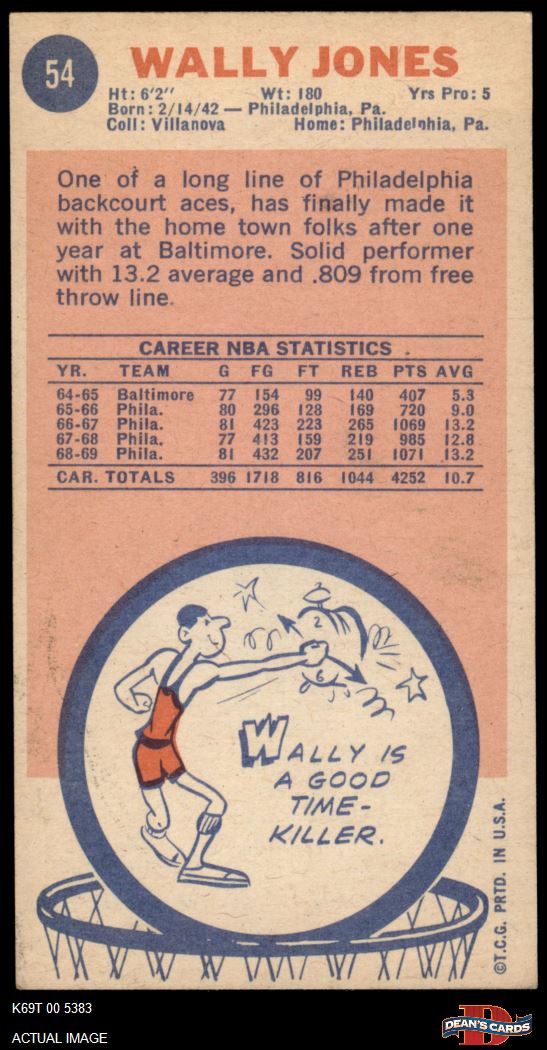 54
WALLY JONES
Ht: 6'2" Wt: 180 Yrs Pro: 5
Born: 2/14/42 — Philadelphia, Pa.
Coll: Villanova Home: Philadelphia, Pa.
One of a long line of Philadelphia
backcourt aces, has finally made it
with the home town folks after one
year at Baltimore. Solid performer
with 13.2 average and .809 from free
throw line.
CAREER NBA STATISTICS
YR. TEAM G FG FT REB PTS AVG
64-65 Baltimore 77 154 99 140 407 5.3
65-66 Phila. 80 296 128 169 720 9.0
66-67 Phila. 81 423 223 265 1069 13.2
67-68 Phila. 77 413 159 219 985 12.8
68-69 Phila. 81 432 207 251 1071 13.2
CAR. TOTALS 396 1718 816 1044 4252 10.7
2
6
WALLY IS
A GOOD
TIME-
KILLER.
©T.C.G. PRTD. IN U.S.A.
K69T 00 5383
ACTUAL IMAGE
D
DEAN'S CARDS